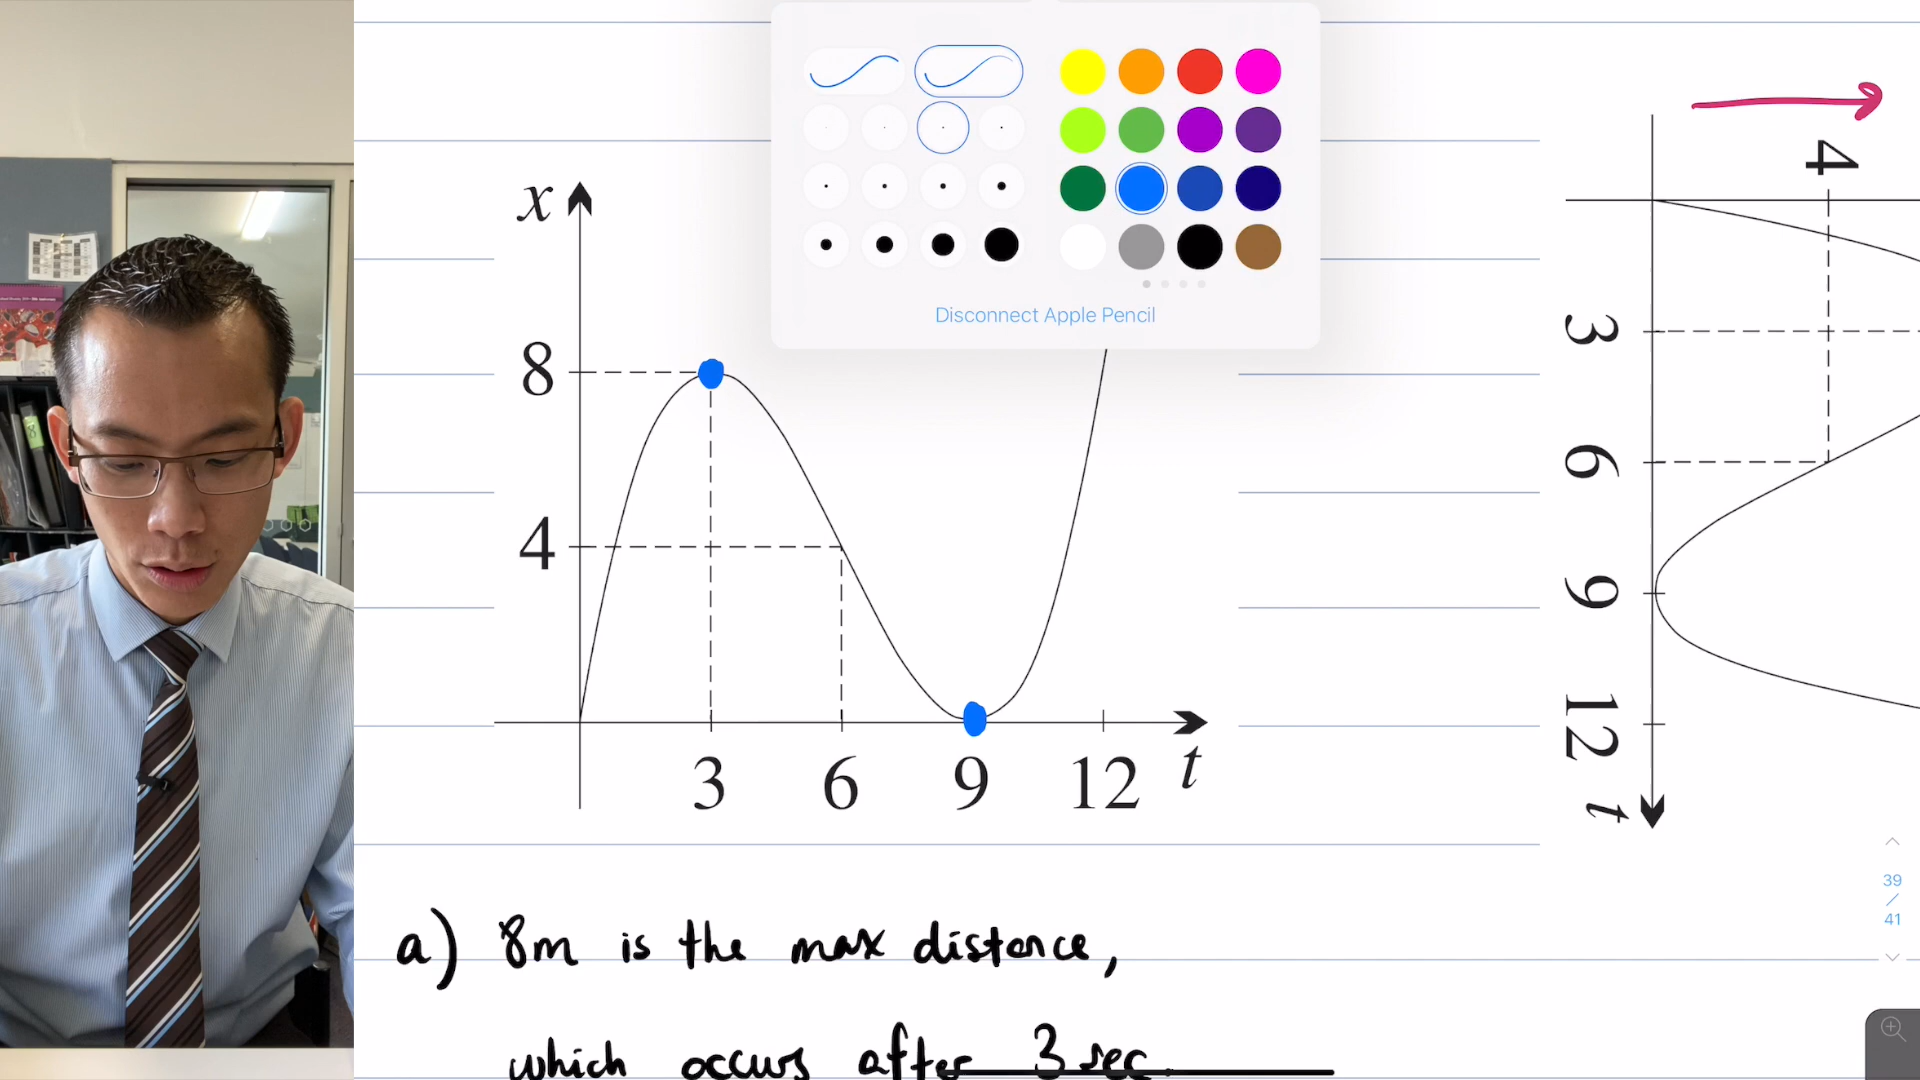 Disconnect Apple Pencil
x
8
4
3 6 9 12 t
4
3
6
9
12
t
39
/
41
a) 8m is the max distance,
which occurs after 3 sec.